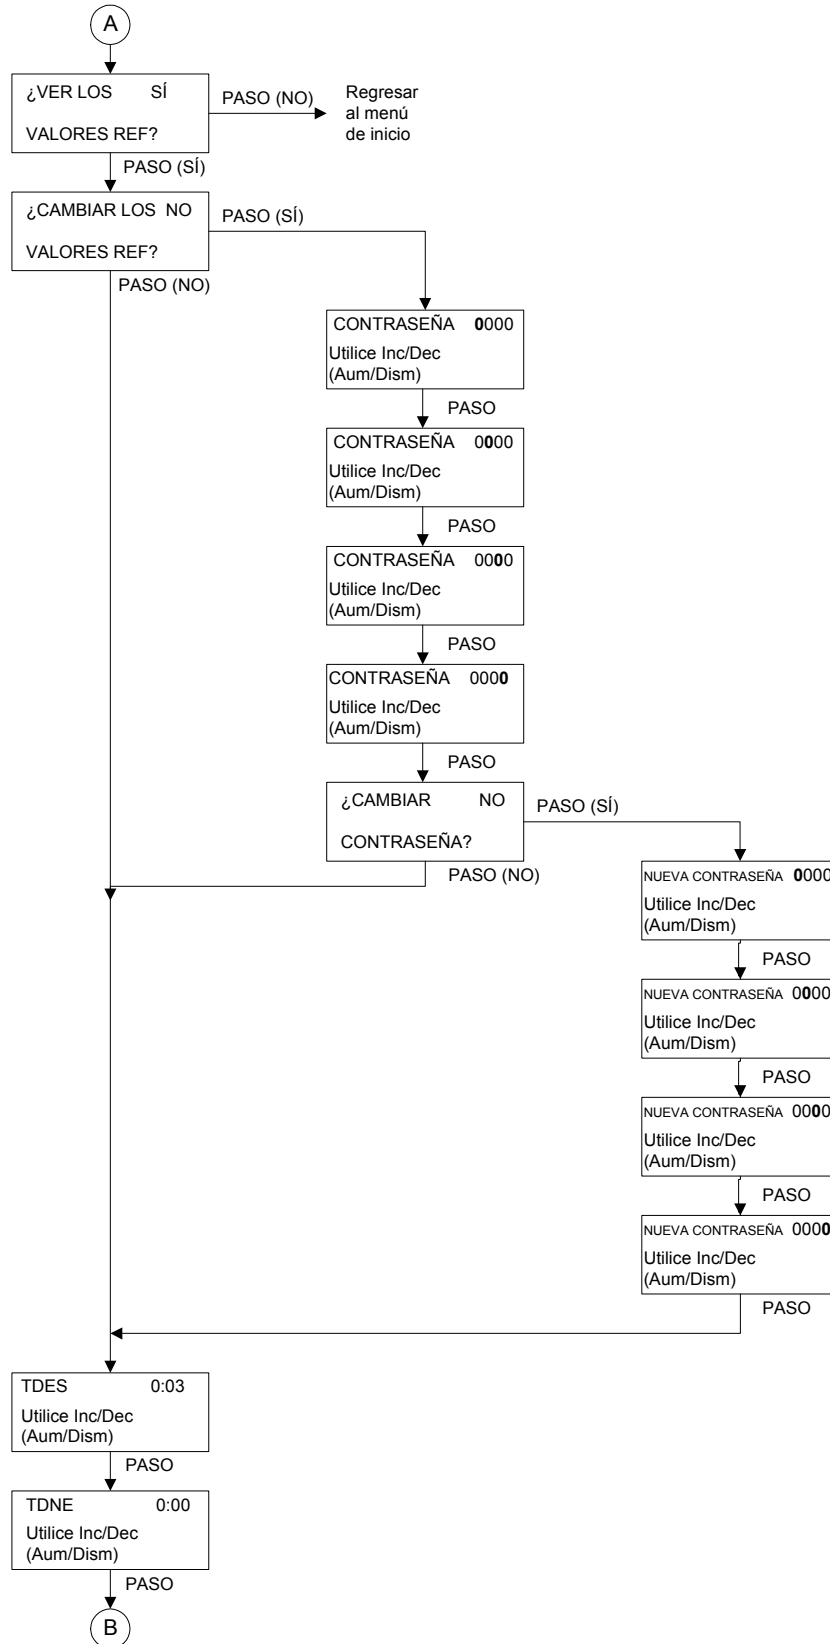 A
¿VER LOS SÍ
VALORES REF?
PASO (NO)
Regresar
al menú
de inicio
PASO (SÍ)
¿CAMBIAR LOS NO
VALORES REF?
PASO (SÍ)
PASO (NO)
CONTRASEÑA 0000
Utilice Inc/Dec
(Aum/Dism)
PASO
CONTRASEÑA 0000
Utilice Inc/Dec
(Aum/Dism)
PASO
CONTRASEÑA 0000
Utilice Inc/Dec
(Aum/Dism)
PASO
CONTRASEÑA 0000
Utilice Inc/Dec
(Aum/Dism)
PASO
¿CAMBIAR NO
CONTRASEÑA?
PASO (SÍ)
PASO (NO)
NUEVA CONTRASEÑA 0000
Utilice Inc/Dec
(Aum/Dism)
PASO
NUEVA CONTRASEÑA 0000
Utilice Inc/Dec
(Aum/Dism)
PASO
NUEVA CONTRASEÑA 0000
Utilice Inc/Dec
(Aum/Dism)
PASO
NUEVA CONTRASEÑA 0000
Utilice Inc/Dec
(Aum/Dism)
PASO
TDES 0:03
Utilice Inc/Dec
(Aum/Dism)
PASO
TDNE 0:00
Utilice Inc/Dec
(Aum/Dism)
PASO
B